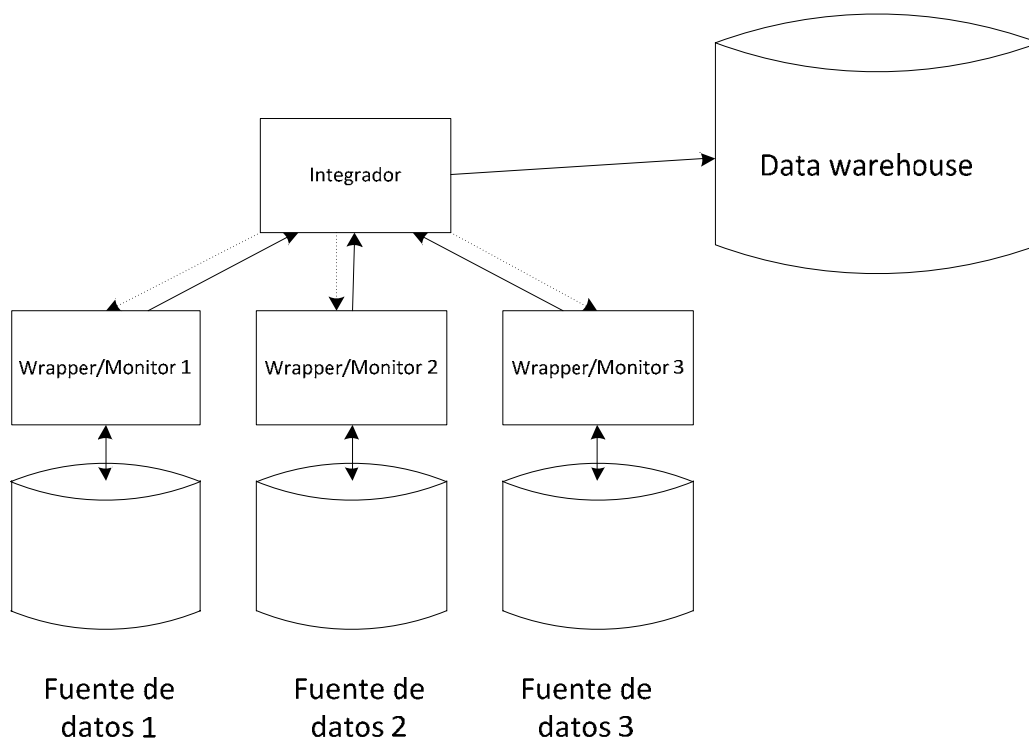 Data warehouse
Integrador
Wrapper/Monitor 1
Wrapper/Monitor 2
Wrapper/Monitor 3
Fuente de
datos 1
Fuente de
datos 2
Fuente de
datos 3